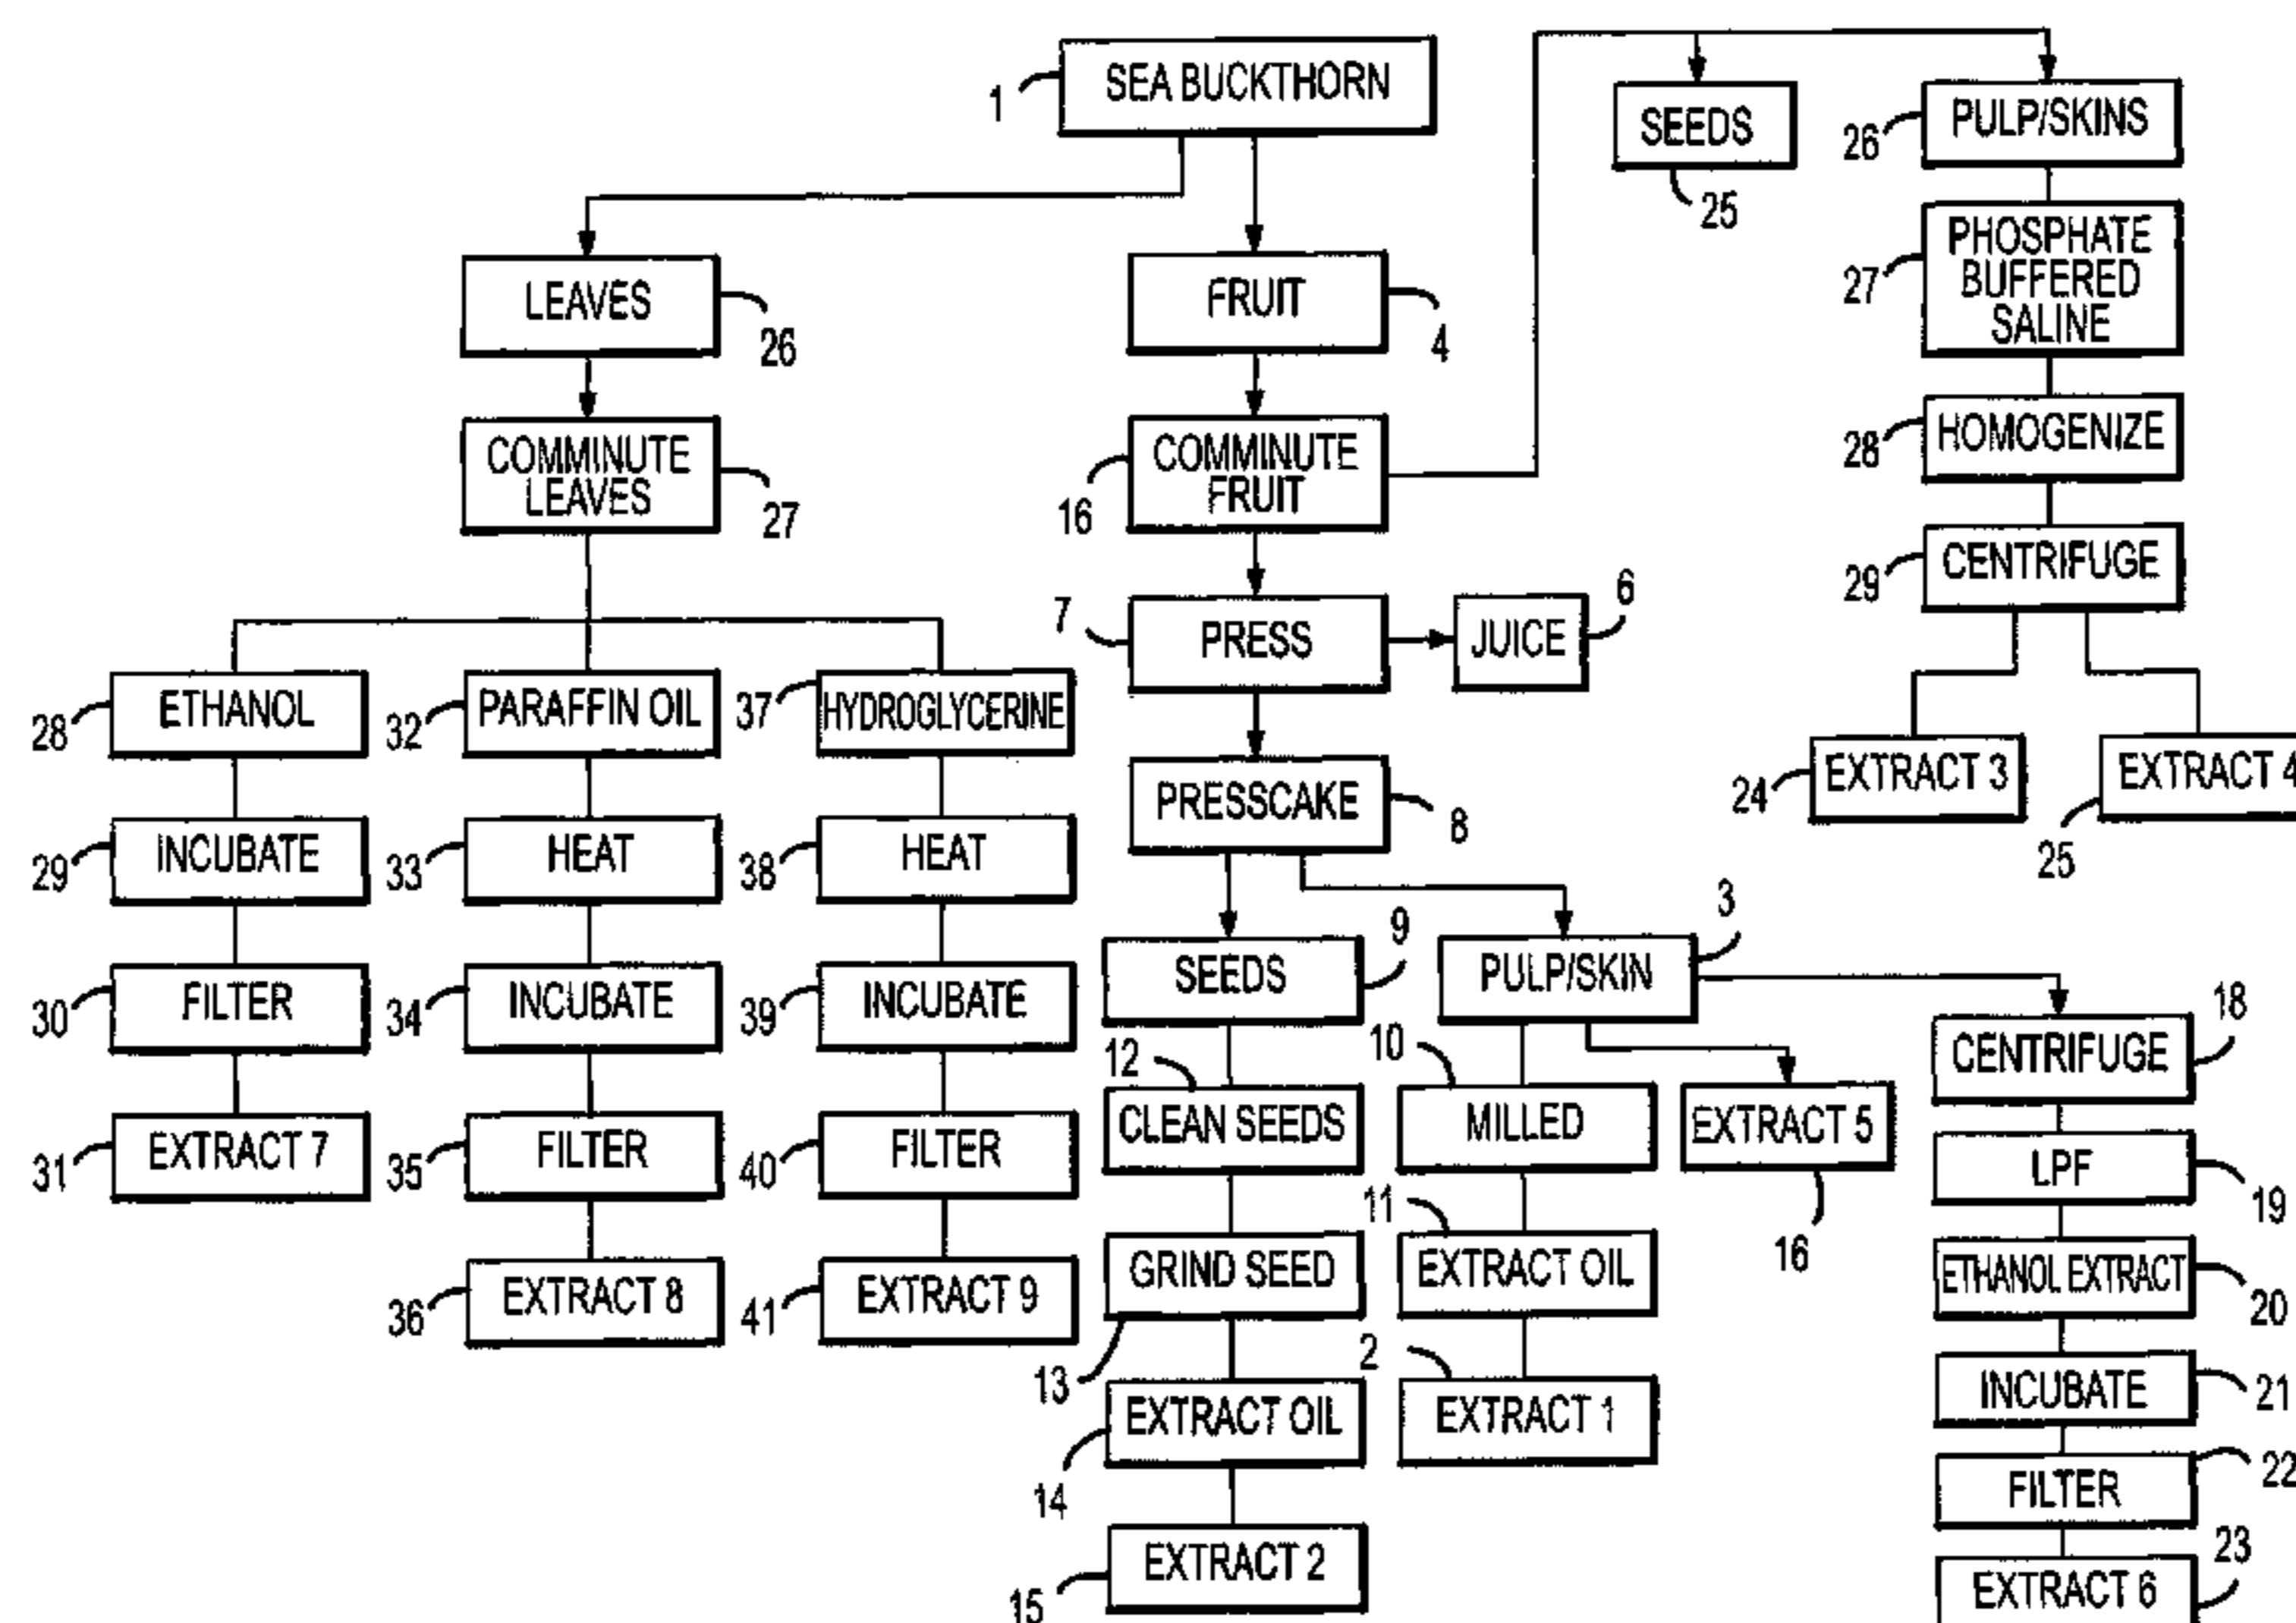 1
SEA BUCKTHORN
SEEDS
25
26
PULP/SKINS
27
PHOSPHATE
BUFFERED
SALINE
28
HOMOGENIZE
29
CENTRIFUGE
24
EXTRACT 3
EXTRACT 4
25
LEAVES
26
COMMINUTE
LEAVES
27
FRUIT
4
16
COMMINUTE
FRUIT
7
PRESS
JUICE
6
PRESSCAKE
8
28
ETHANOL
29
INCUBATE
30
FILTER
31
EXTRACT 7
32
PARAFFIN OIL
33
HEAT
34
INCUBATE
35
FILTER
36
EXTRACT 8
37
HYDROGLYCERINE
38
HEAT
39
INCUBATE
40
FILTER
41
EXTRACT 9
SEEDS
9
12
CLEAN SEEDS
GRIND SEED
13
EXTRACT OIL
14
EXTRACT 2
15
PULP/SKIN
3
10
MILLED
11
EXTRACT OIL
2
EXTRACT 1
EXTRACT 5
16
CENTRIFUGE
18
LPF
19
ETHANOL EXTRACT
20
INCUBATE
21
FILTER
22
EXTRACT 6
23